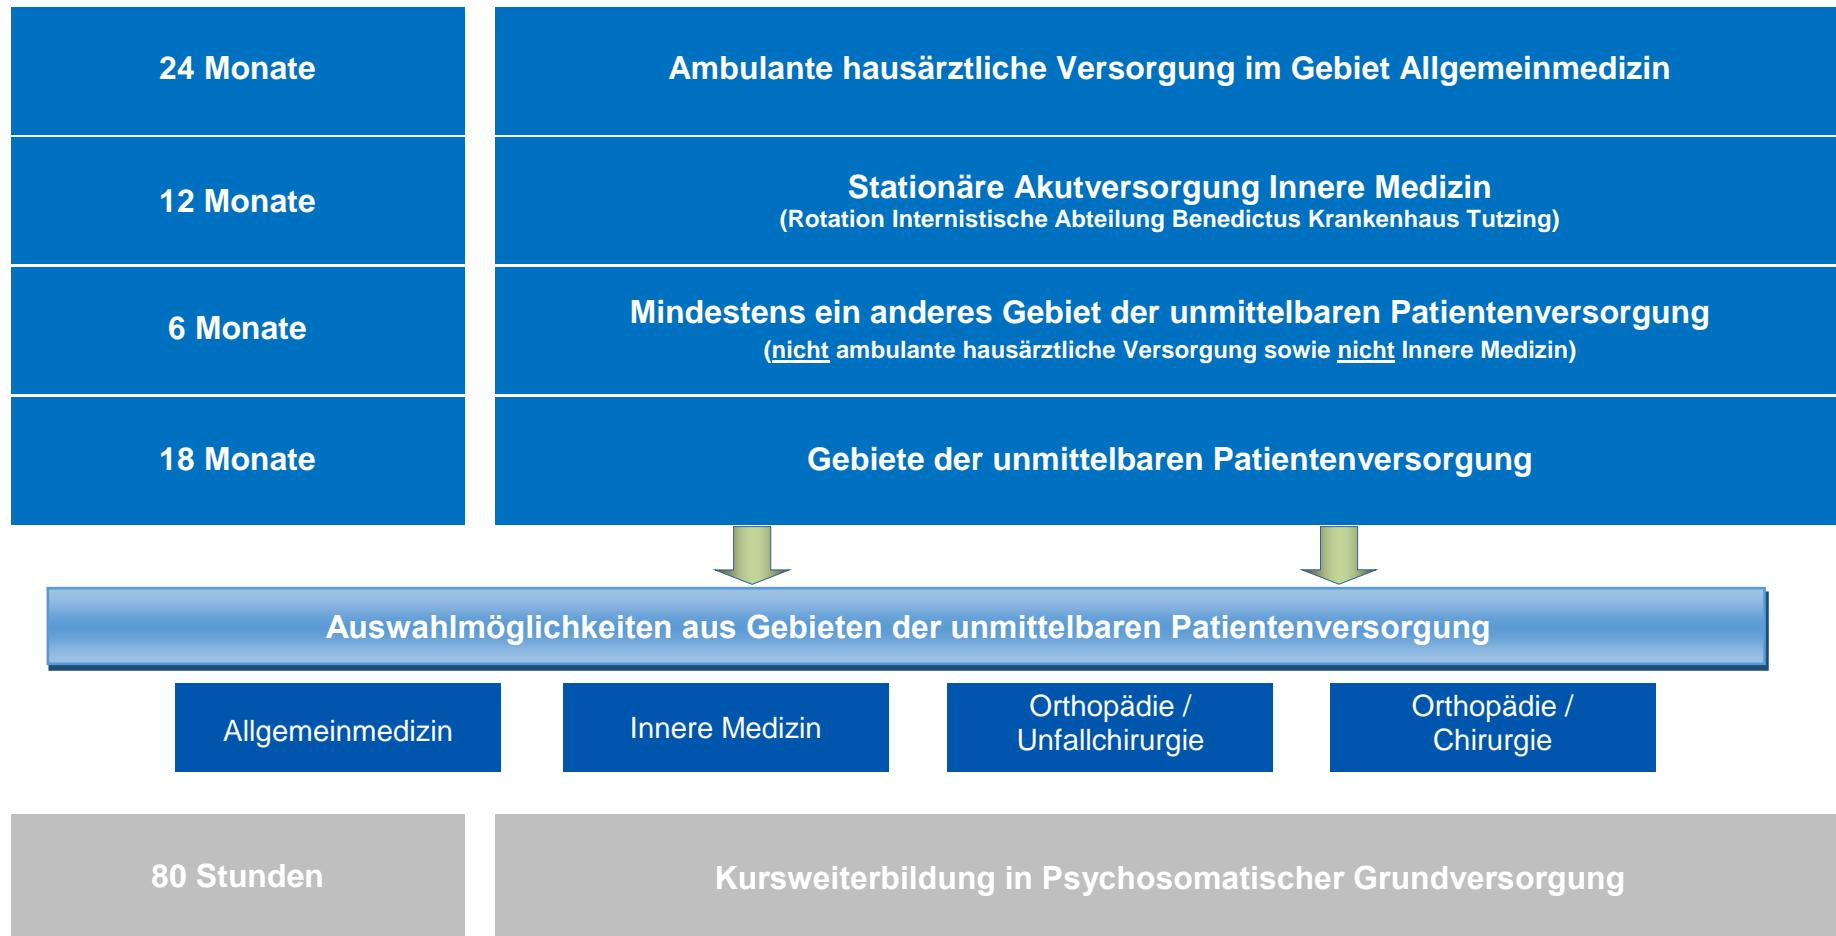 24 Monate
Ambulante hausärztliche Versorgung im Gebiet Allgemeinmedizin
12 Monate
Stationäre Akutversorgung Innere Medizin
(Rotation Internistische Abteilung Benedictus Krankenhaus Tutzing)
6 Monate
Mindestens ein anderes Gebiet der unmittelbaren Patientenversorgung
(nicht ambulante hausärztliche Versorgung sowie nicht Innere Medizin)
18 Monate
Gebiete der unmittelbaren Patientenversorgung
Auswahlmöglichkeiten aus Gebieten der unmittelbaren Patientenversorgung
Allgemeinmedizin
Innere Medizin
Orthopädie /
Unfallchirurgie
Orthopädie /
Chirurgie
80 Stunden
Kursweiterbildung in Psychosomatischer Grundversorgung